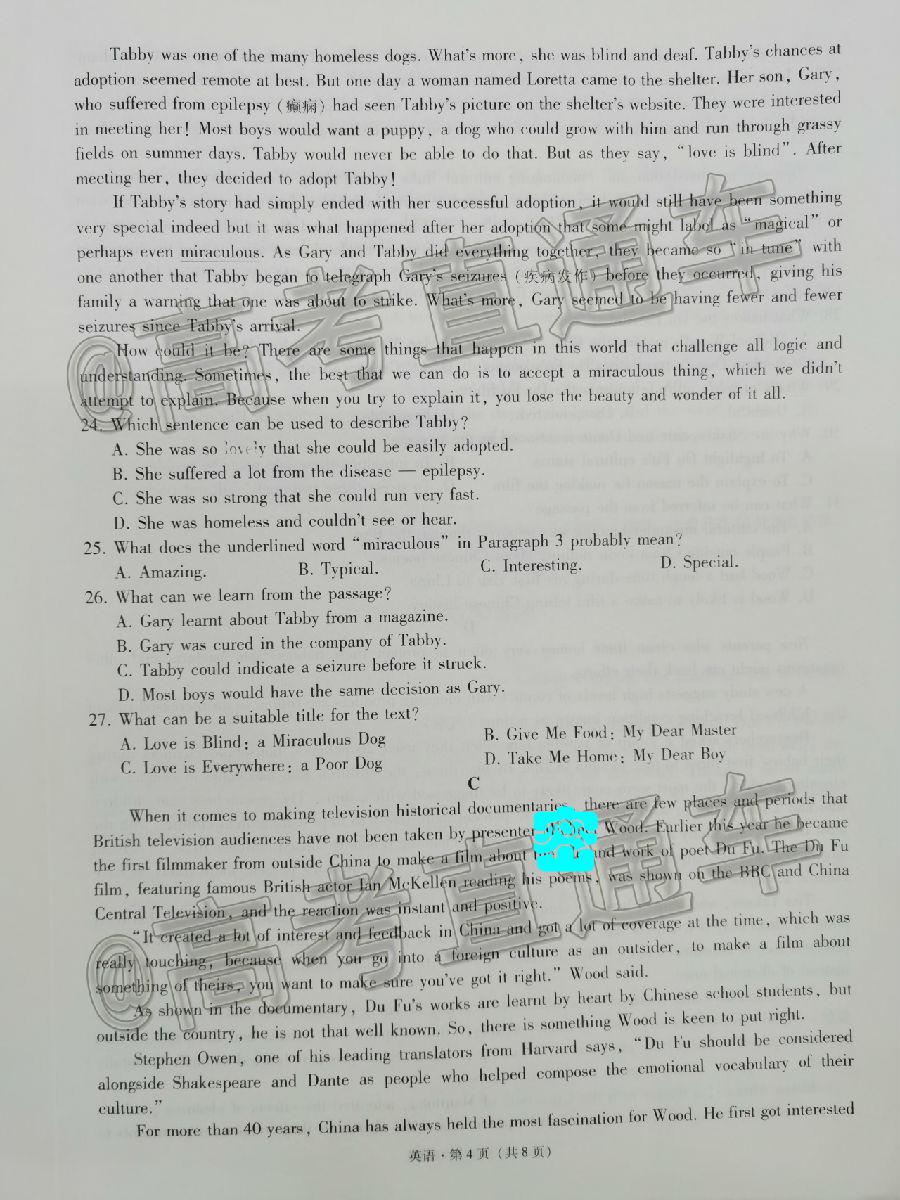 Tabby was one of the many homeless dogs. What's more, she was blind and deaf. Tabby's chances at
adoption seemed remote at best. But one day a woman named Loretta came to the shelter. Her son, Gary,
who suffered from epilepsy (癫痫) had seen Tabby's picture on the shelter's website. They were interested
in meeting her! Most boys would want a puppy, a dog who could grow with him and run through grassy
fields on summer days. Tabby would never be able to do that. But as they say, "love is blind". After
meeting her, they decided to adopt Tabby!
If Tabby's story had simply ended with her successful adoption, it would still have been something
very special indeed but it was what happened after her adoption that some might label as "magical" or
perhaps even miraculous. As Gary and Tabby did everything together, they became so "in tune" with
one another that Tabby began to telegraph Gary's seizures (疾病发作) before they occurred, giving his
family a warning that one was about to strike. What's more, Gary seemed to be having fewer and fewer
seizures since Tabby's arrival.
How could it be? There are some things that happen in this world that challenge all logic and
understanding. Sometimes, the best that we can do is to accept a miraculous thing, which we didn't
attempt to explain. Because when you try to explain it, you lose the beauty and wonder of it all.
24. Which sentence can be used to describe Tabby?
A. She was so lovely that she could be easily adopted.
B. She suffered a lot from the disease — epilepsy.
C. She was so strong that she could run very fast.
D. She was homeless and couldn't see or hear.
25. What does the underlined word "miraculous" in Paragraph 3 probably mean?
A. Amazing. B. Typical. C. Interesting. D. Special.
26. What can we learn from the passage?
A. Gary learnt about Tabby from a magazine.
B. Gary was cured in the company of Tabby.
C. Tabby could indicate a seizure before it struck.
D. Most boys would have the same decision as Gary.
27. What can be a suitable title for the text?
A. Love is Blind: a Miraculous Dog B. Give Me Food: My Dear Master
C. Love is Everywhere: a Poor Dog D. Take Me Home: My Dear Boy
C
When it comes to making television historical documentaries, there are few places and periods that
British television audiences have not been taken by presenter Wood. Earlier this year he became
the first filmmaker from outside China to make a film about and work of poet Du Fu. The Du Fu
film, featuring famous British actor Ian McKellen reading his poems, was shown on the BBC and China
Central Television, and the reaction was instant and positive.
"It created a lot of interest and feedback in China and got a lot of coverage at the time, which was
really touching, because when you go into a foreign culture as an outsider, to make a film about
something of theirs, you want to make sure you've got it right." Wood said.
As shown in the documentary, Du Fu's works are learnt by heart by Chinese school students, but
outside the country, he is not that well known. So, there is something Wood is keen to put right.
Stephen Owen, one of his leading translators from Harvard says, "Du Fu should be considered
alongside Shakespeare and Dante as people who helped compose the emotional vocabulary of their
culture."
For more than 40 years, China has always held the most fascination for Wood. He first got interested
英语·第4页(共8页)
@高考直通车
@高考直通车